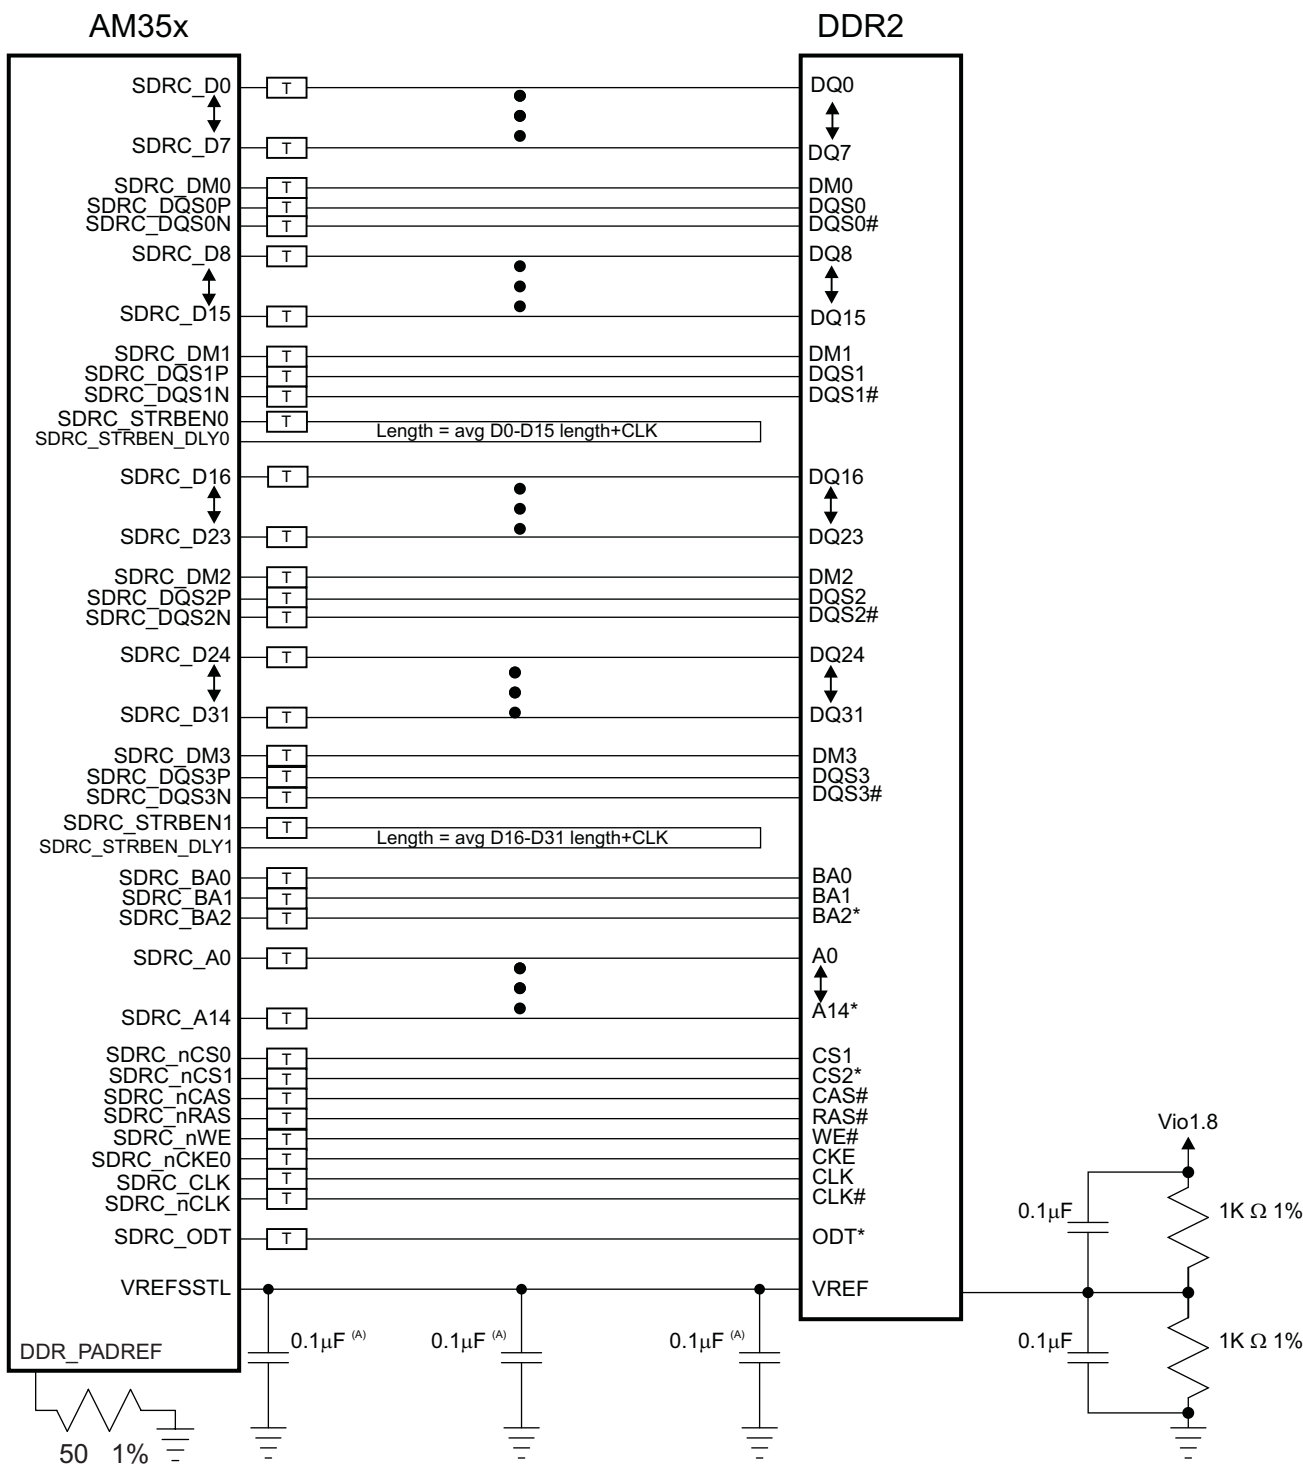 AM35x DDR2
SDRC_D0 T DQ0
SDRC_D7 T DQ7
SDRC_DM0 T DM0
SDRC_DQS0P T DQS0
SDRC_DQS0N T DQS0#
SDRC_D8 T DQ8
SDRC_D15 T DQ15
SDRC_DM1 T DM1
SDRC_DQS1P T DQS1
SDRC_DQS1N T DQS1#
SDRC_STRBEN0 T
Length = avg D0-D15 length+CLK
SDRC_STRBEN_DLY0
SDRC_D16 T DQ16
SDRC_D23 T DQ23
SDRC_DM2 T DM2
SDRC_DQS2P T DQS2
SDRC_DQS2N T DQS2#
SDRC_D24 T DQ24
SDRC_D31 T DQ31
SDRC_DM3 T DM3
SDRC_DQS3P T DQS3
SDRC_DQS3N T DQS3#
SDRC_STRBEN1 T
Length = avg D16-D31 length+CLK
SDRC_STRBEN_DLY1
SDRC_BA0 T BA0
SDRC_BA1 T BA1
SDRC_BA2 T BA2*
SDRC_A0 T A0
SDRC_A14 T A14*
SDRC_nCS0 T CS1
SDRC_nCS1 T CS2*
SDRC_nCAS T CAS#
SDRC_nRAS T RAS#
SDRC_nWE T WE#
SDRC_nCKE0 T CKE
SDRC_CLK T CLK
SDRC_nCLK T CLK#
SDRC_ODT T ODT*
VREFSSTL VREF
Vio1.8
0.1µF 1K Ω 1%
0.1µF (A) 0.1µF (A) 0.1µF (A) 0.1µF 1K Ω 1%
DDR_PADREF
50 1%